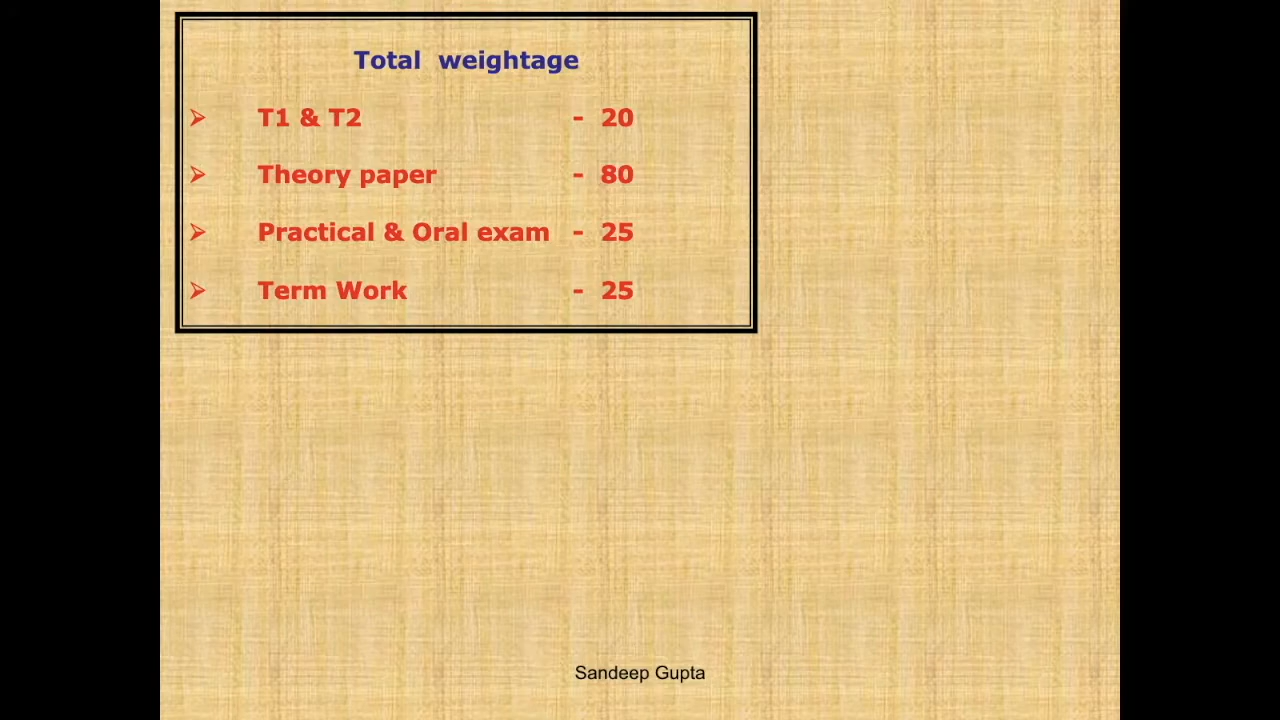 Total weightage
➢ T1 & T2 - 20
➢ Theory paper - 80
➢ Practical & Oral exam - 25
➢ Term Work - 25
Sandeep Gupta